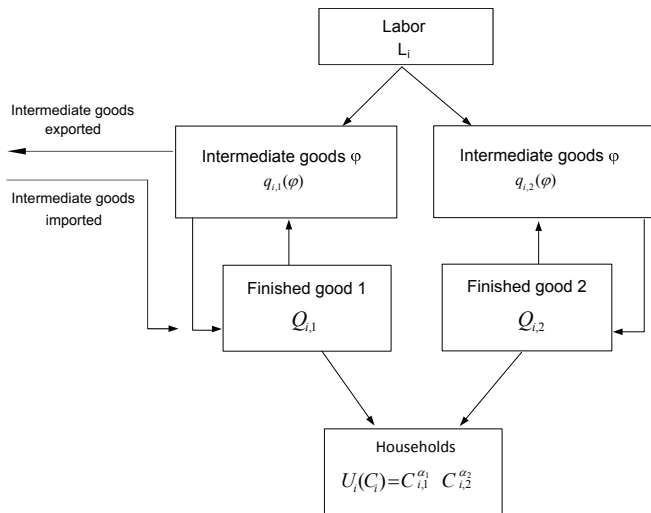 Labor
L_i
Intermediate goods
exported
Intermediate goods φ
q_{i,1}(φ)
Intermediate goods φ
q_{i,2}(φ)
Intermediate goods
imported
Finished good 1
Q_{i,1}
Finished good 2
Q_{i,2}
Households
U_i(C_i)=C_{i,1}^{α_1} C_{i,2}^{α_2}